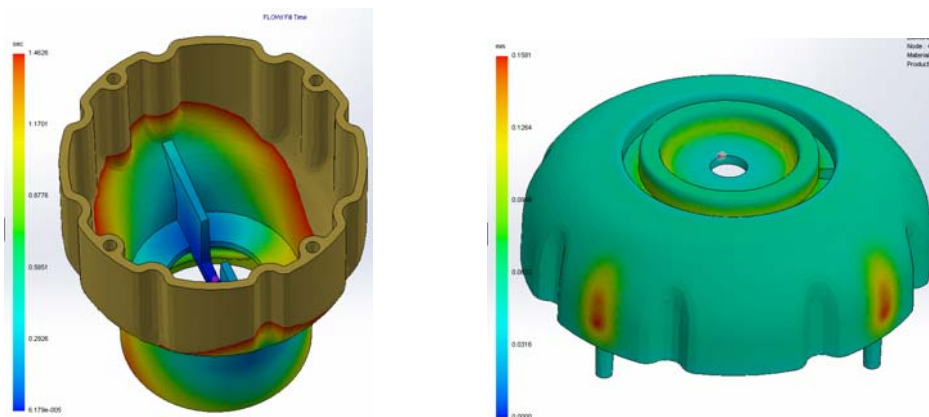 FLOW/ Fill Time
sec
1.4626
1.1701
0.8776
0.5851
0.2926
6.179e-005
mm
0.1581
0.1264
0.0316
0.0000
Node :
Material
Product